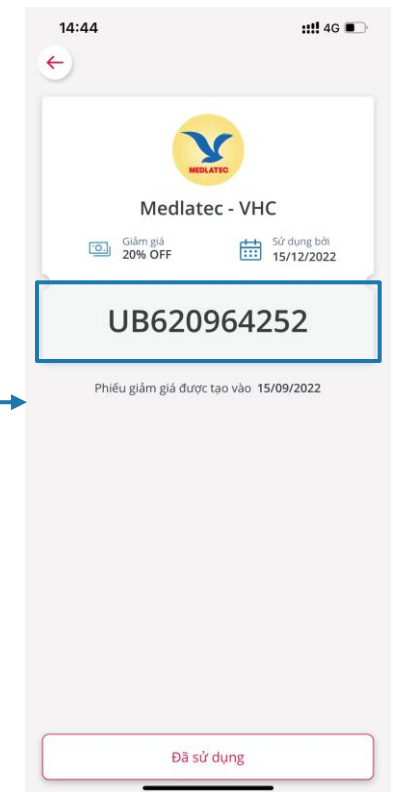 14:44 4G
MEDLATEC
Medlatec - VHC
Giảm giá
20% OFF
Sử dụng bởi
15/12/2022
UB620964252
Phiếu giảm giá được tạo vào 15/09/2022
Đã sử dụng